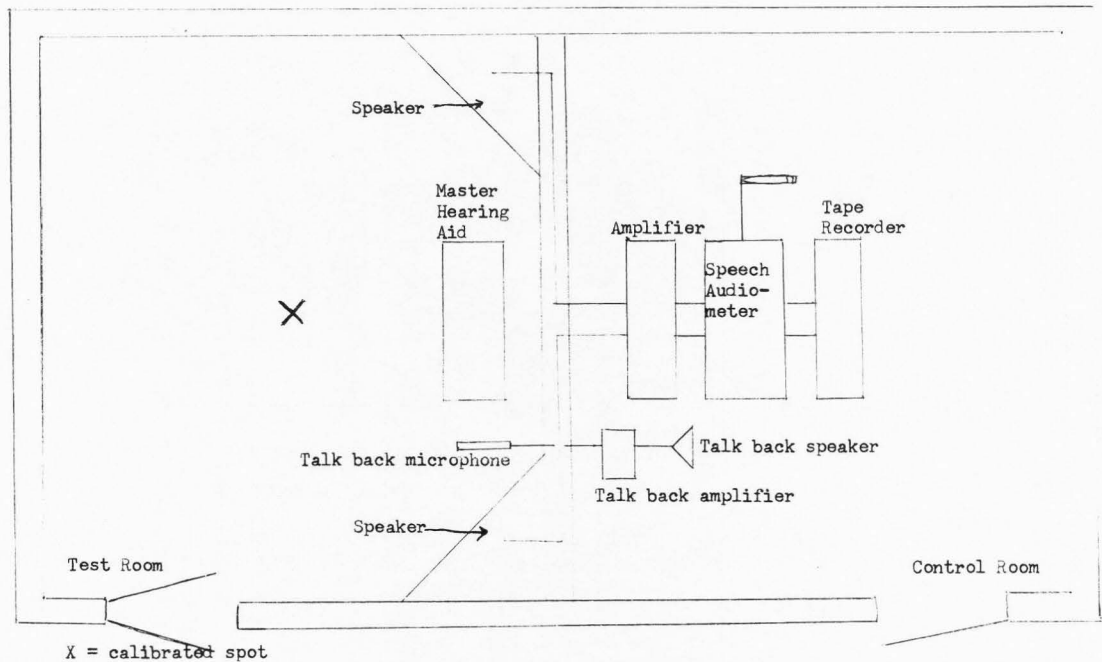 Speaker
Master
Hearing
Aid
Amplifier
Tape
Recorder
Speech
Audio-
meter
Talk back microphone
Talk back speaker
Talk back amplifier
Speaker
Test Room
Control Room
X = calibrated spot